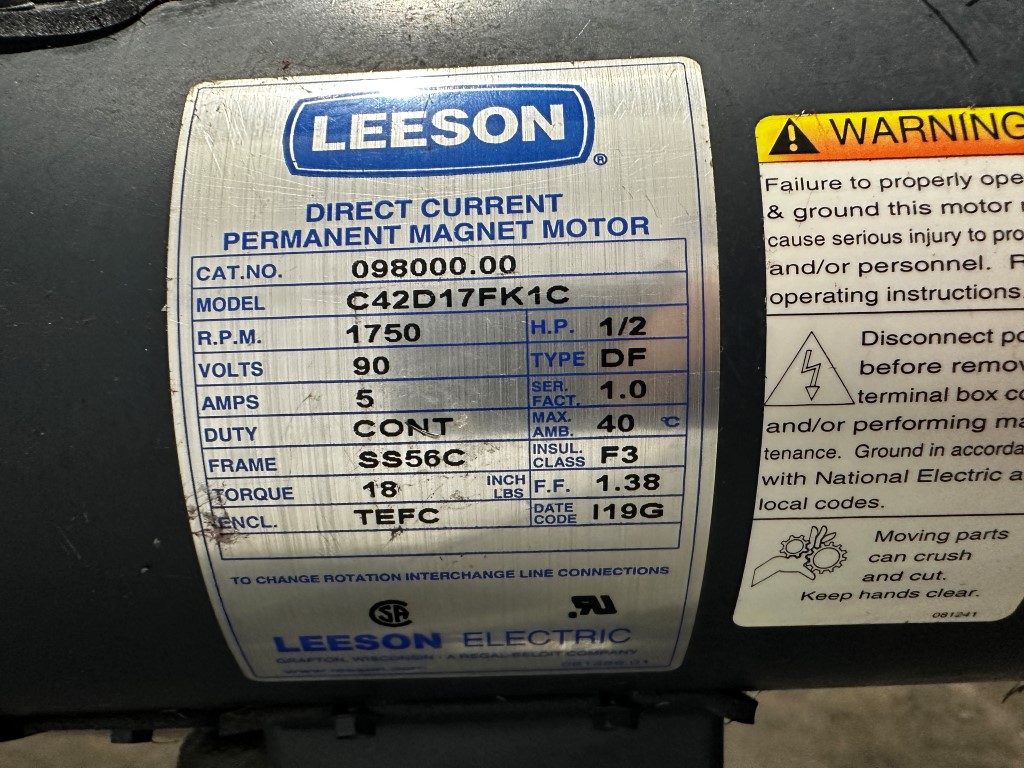 LEESON ®
DIRECT CURRENT
PERMANENT MAGNET MOTOR
CAT.NO. 098000.00
MODEL C42D17FK1C
R.P.M. 1750 H.P. 1/2
VOLTS 90 TYPE DF
AMPS 5 SER. FACT. 1.0
DUTY CONT MAX. AMB. 40 °C
FRAME SS56C INSUL. CLASS F3
TORQUE 18 INCH LBS F.F. 1.38
ENCL. TEFC DATE CODE I19G
TO CHANGE ROTATION INTERCHANGE LINE CONNECTIONS
LEESON ELECTRIC
GRAFTON, WISCONSIN · A REGAL-BELOIT COMPANY
WARNING
Failure to properly ope
& ground this motor
cause serious injury to pro
and/or personnel. R
operating instructions
Disconnect po
before remov
terminal box co
and/or performing ma
tenance. Ground in accorda
with National Electric a
local codes.
Moving parts
can crush
and cut.
Keep hands clear.
081241